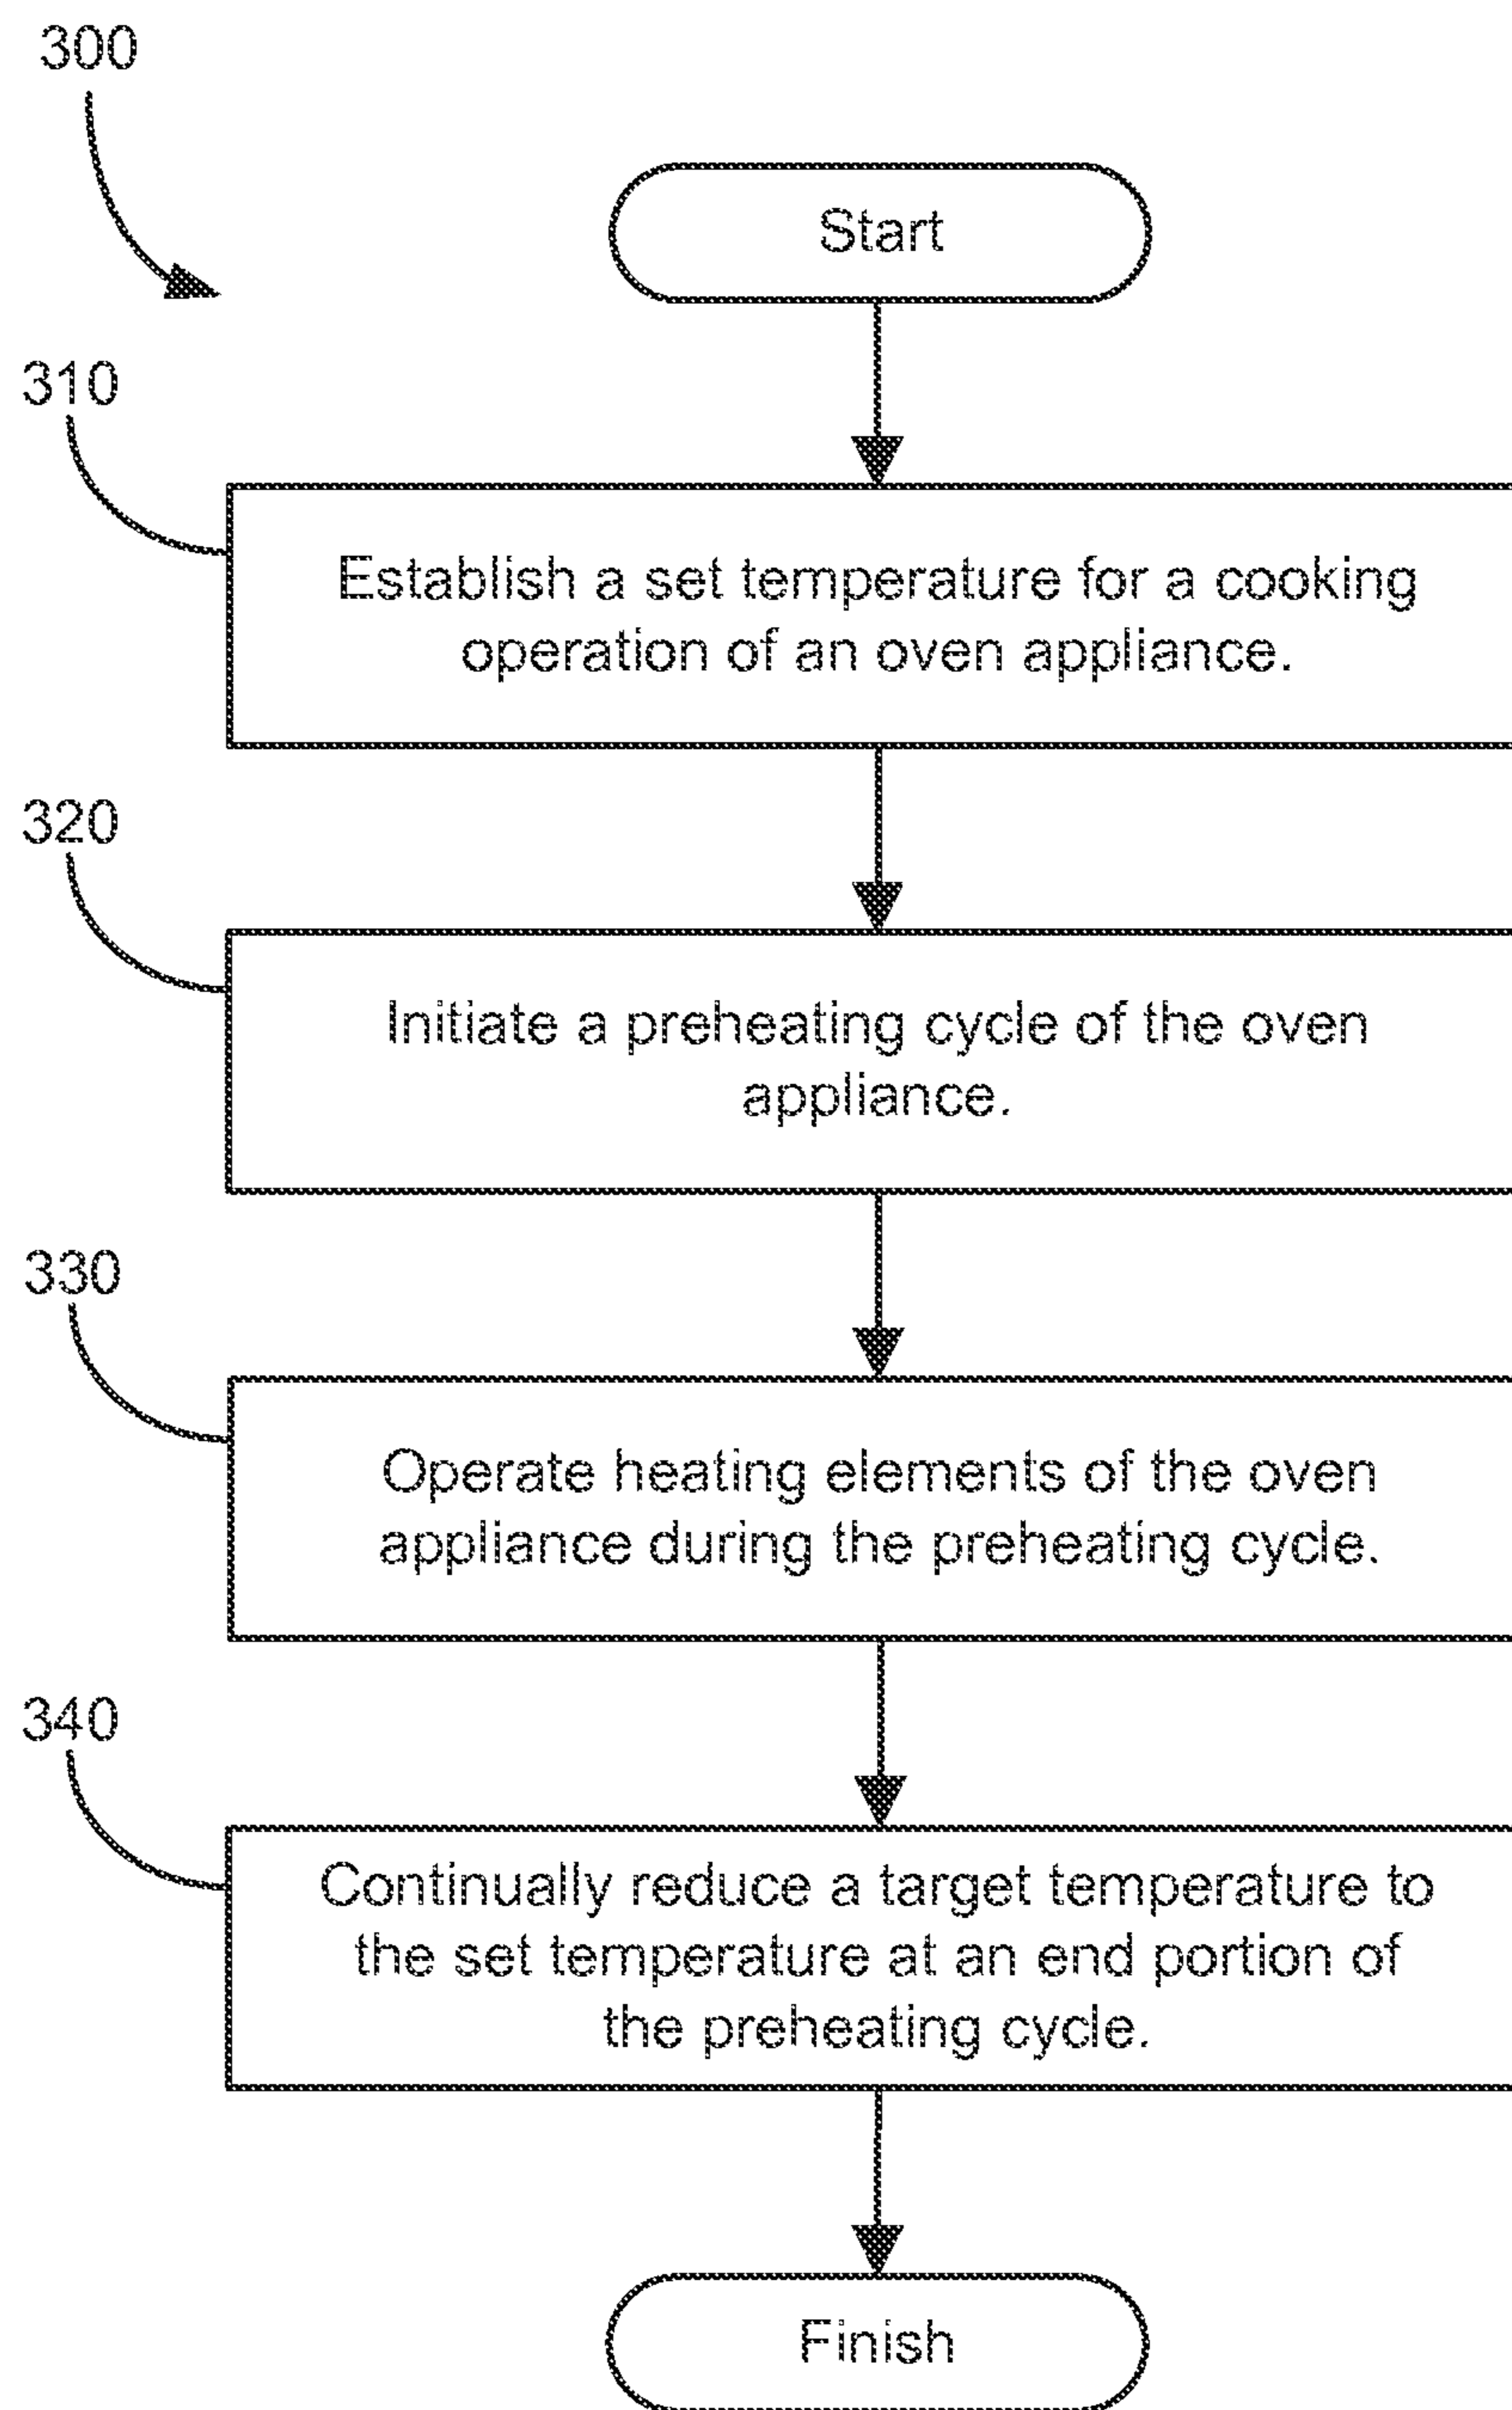 300
Start
310
Establish a set temperature for a cooking
operation of an oven appliance.
320
Initiate a preheating cycle of the oven
appliance.
330
Operate heating elements of the oven
appliance during the preheating cycle.
340
Continually reduce a target temperature to
the set temperature at an end portion of
the preheating cycle.
Finish